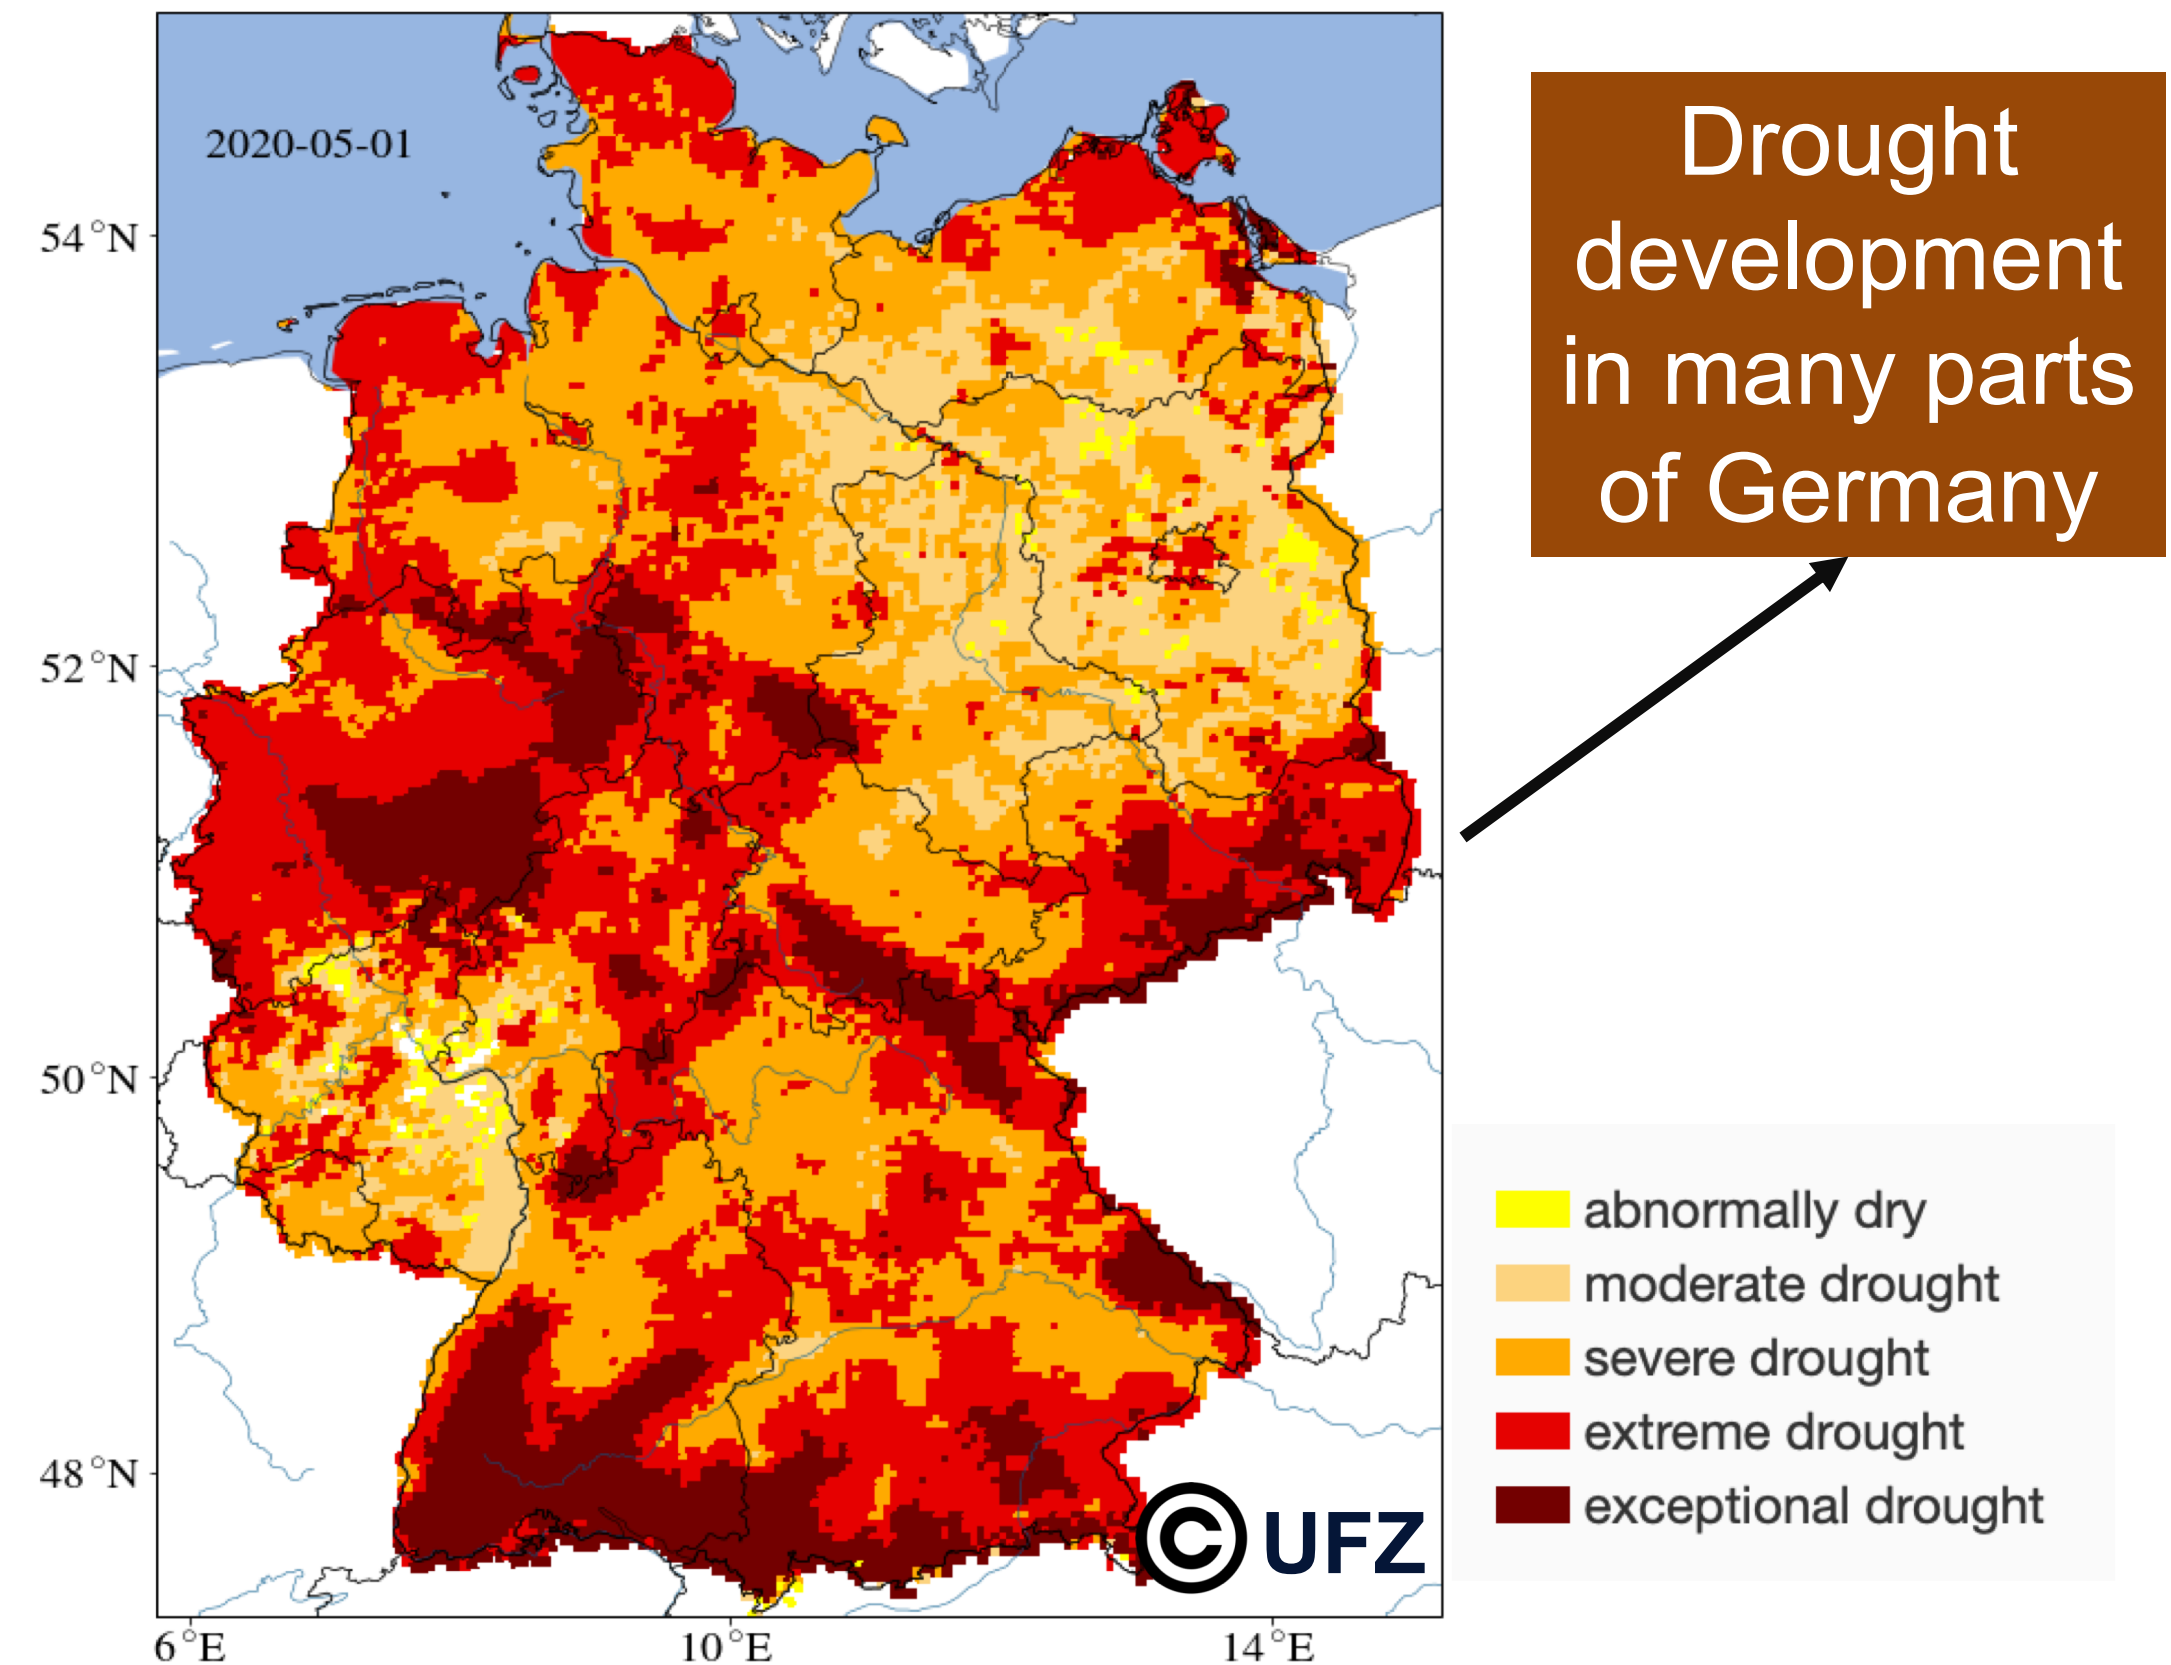 2020-05-01
54°N
52°N
50°N
48°N
6°E
10°E
14°E
© UFZ
Drought
development
in many parts
of Germany
abnormally dry
moderate drought
severe drought
extreme drought
exceptional drought